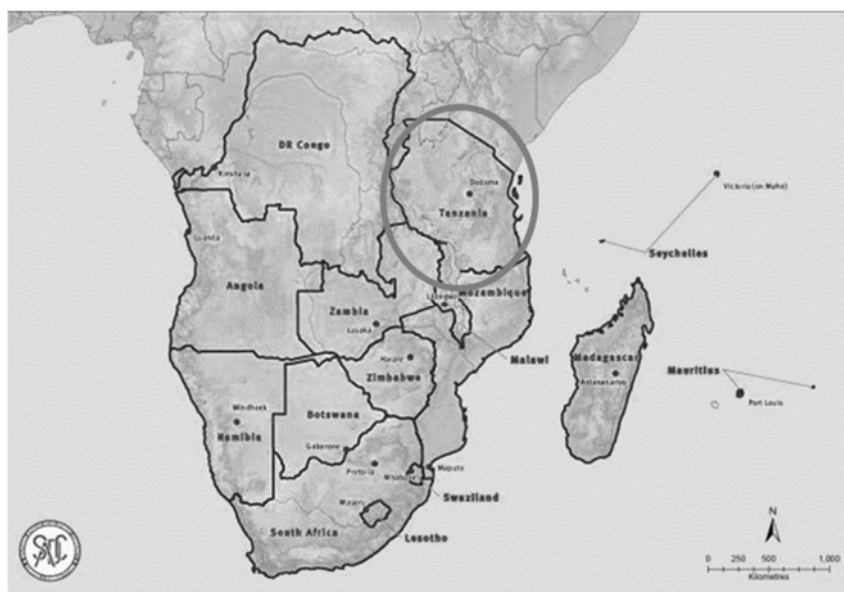 DR Congo
Kinshasa
Dodoma
Tanzania
Victoria (on Mahe)
Luanda
Seychelles
Angola
Mozambique
Zambia
Lusaka
Malawi
Madagascar
Harare
Zimbabwe
Mauritius
Antananarivo
Port Louis
Windhoek
Botswana
Namibia
Gaborone
Pretoria
Maputo
Mbabane
Swaziland
Maseru
South Africa
Lesotho
N
0 250 500 1,000
Kilometres